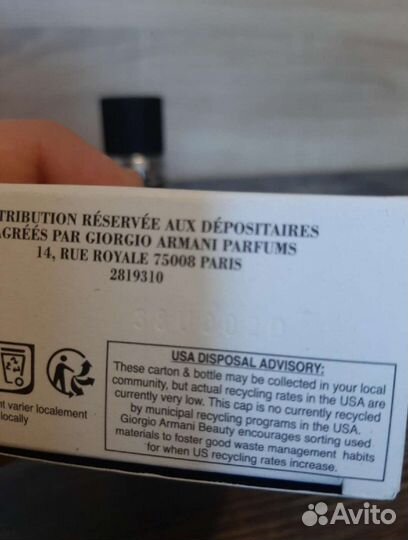 TRIBUTION RÉSERVÉE AUX DÉPOSITAIRES
AGRÉÉS PAR GIORGIO ARMANI PARFUMS
14, RUE ROYALE 75008 PARIS
2819310
USA DISPOSAL ADVISORY:
These carton & bottle may be collected in your local
community, but actual recycling rates in the USA are
currently very low. This cap is no currently recycled
by municipal recycling programs in the USA.
Giorgio Armani Beauty encourages sorting used
materials to foster good waste management habits
for when US recycling rates increase.
nt varier localement
locally
Avito